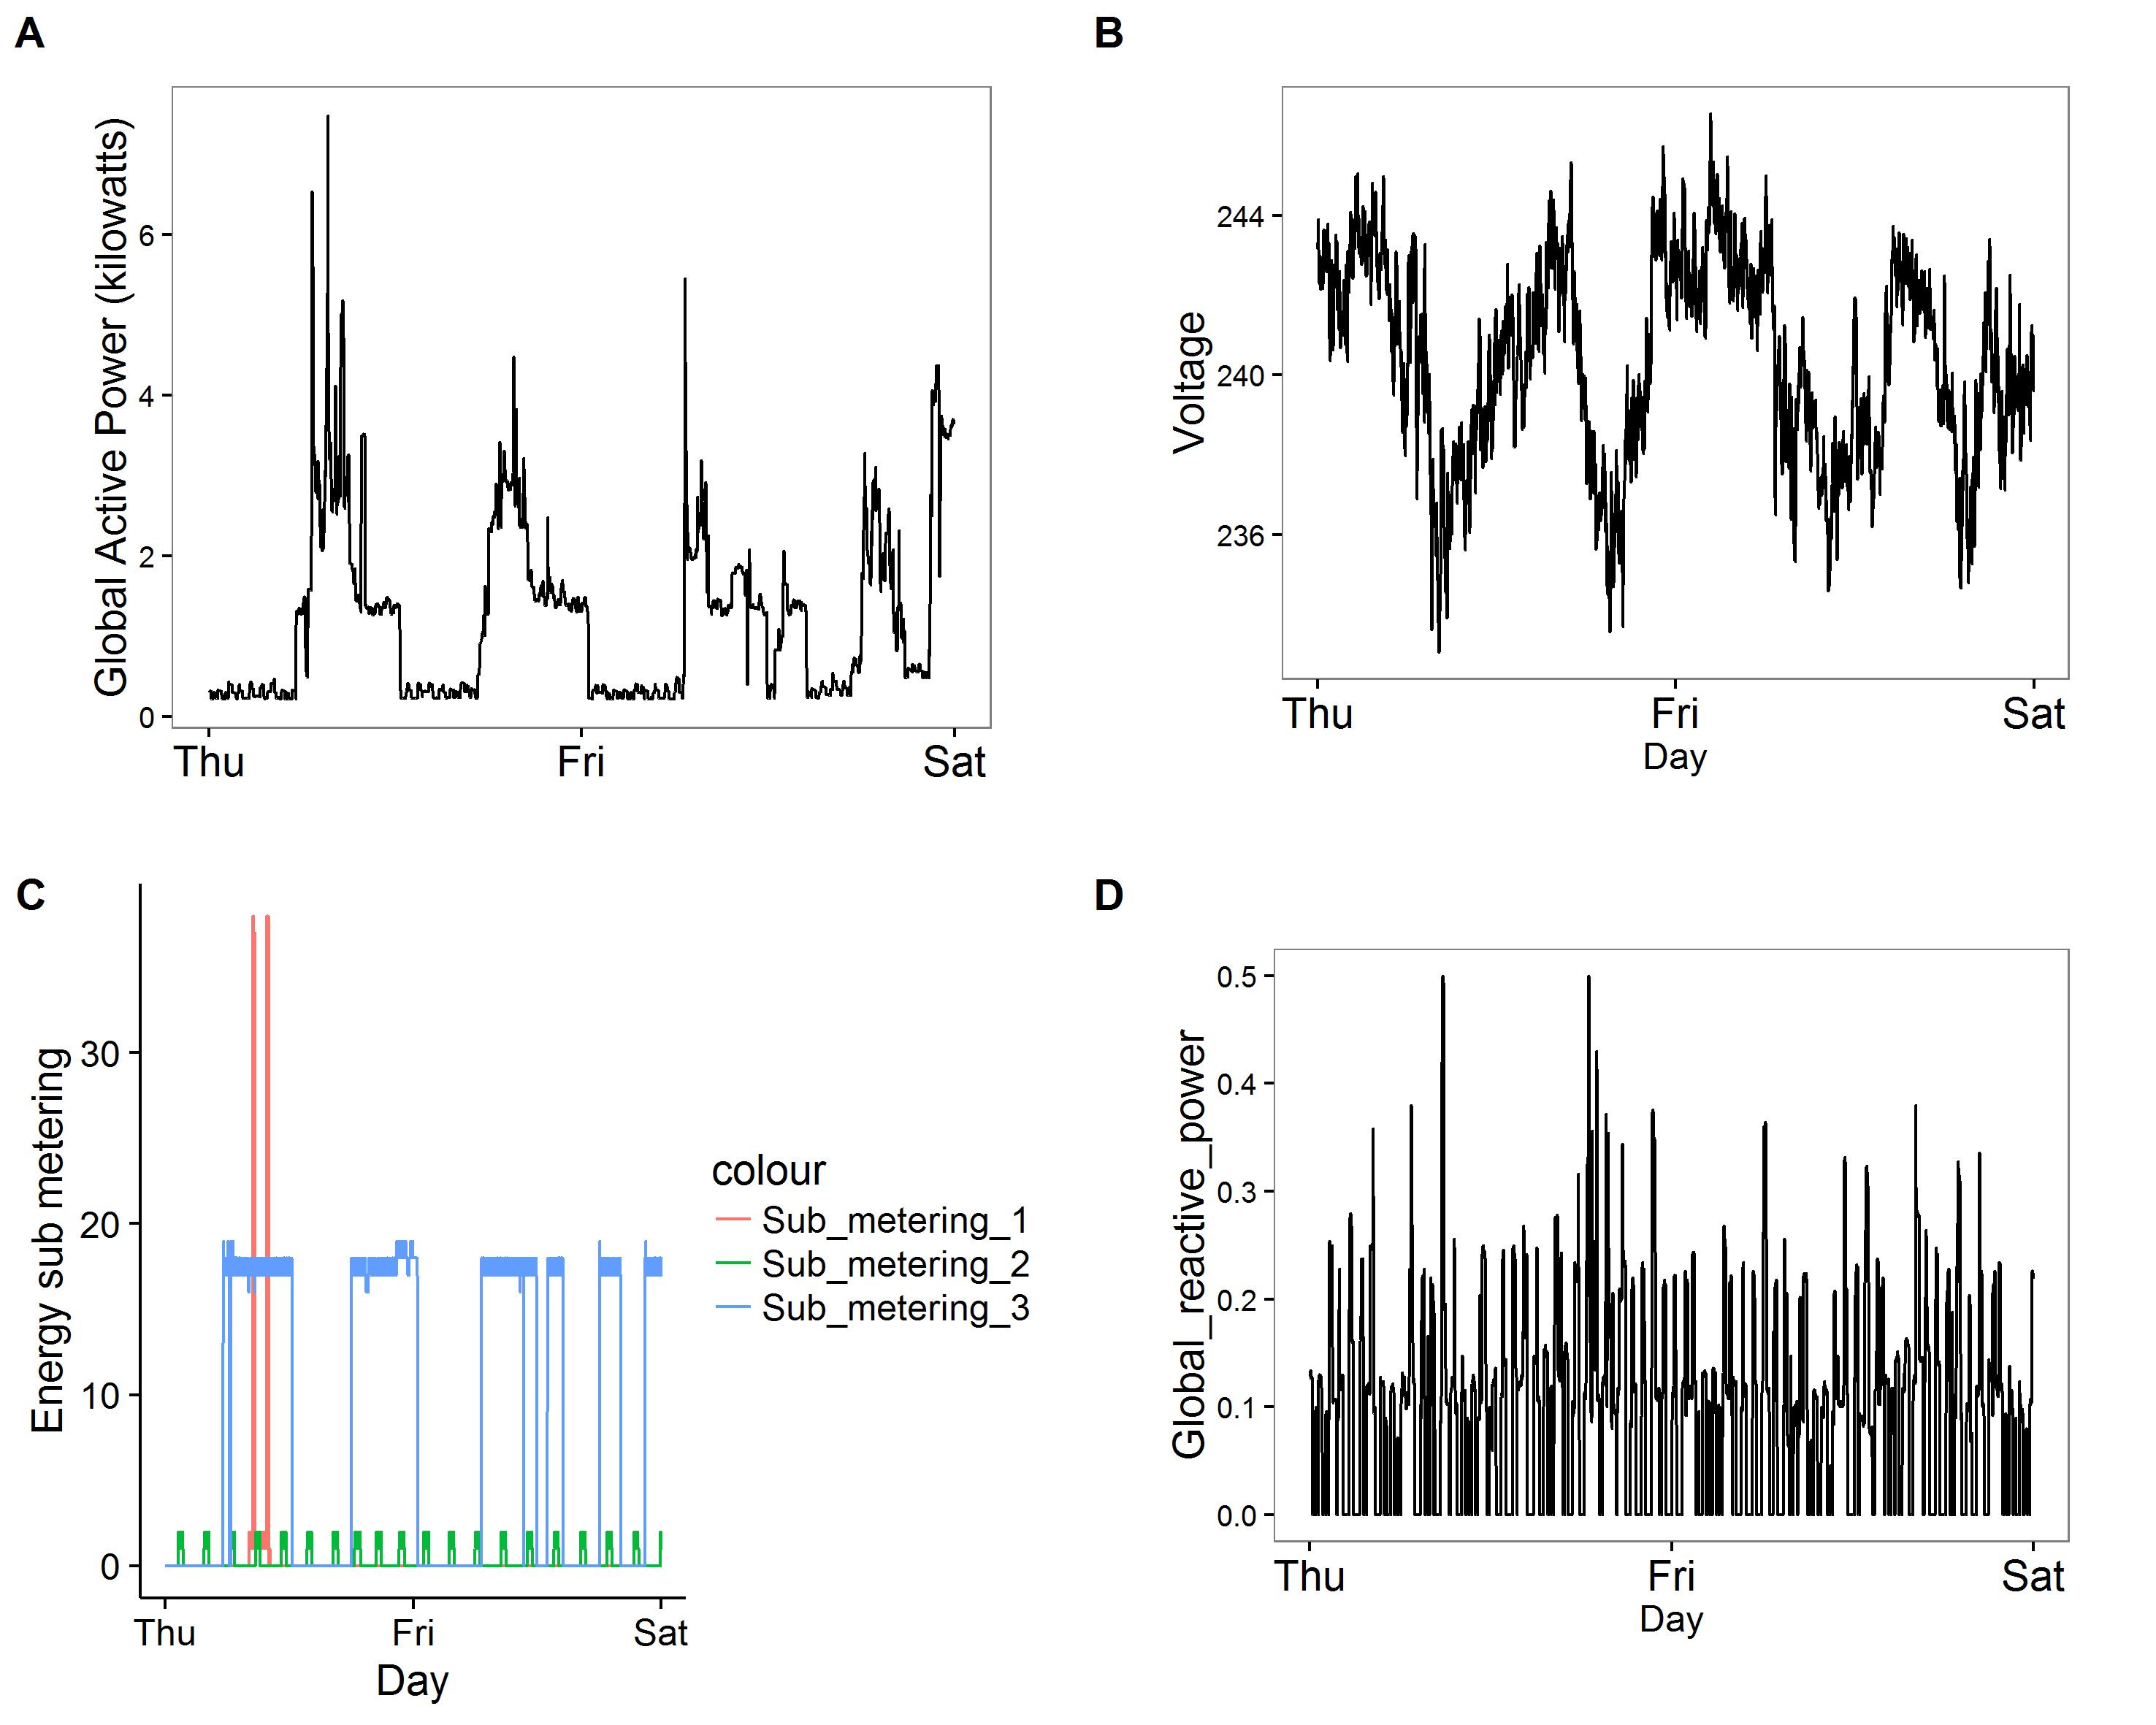 A
Global Active Power (kilowatts)
6
4
2
0
Thu Fri Sat
B
Voltage
244
240
236
Thu Fri Sat
Day
C
Energy sub metering
30
20
10
0
Thu Fri Sat
Day
colour
Sub_metering_1
Sub_metering_2
Sub_metering_3
D
Global_reactive_power
0.5
0.4
0.3
0.2
0.1
0.0
Thu Fri Sat
Day